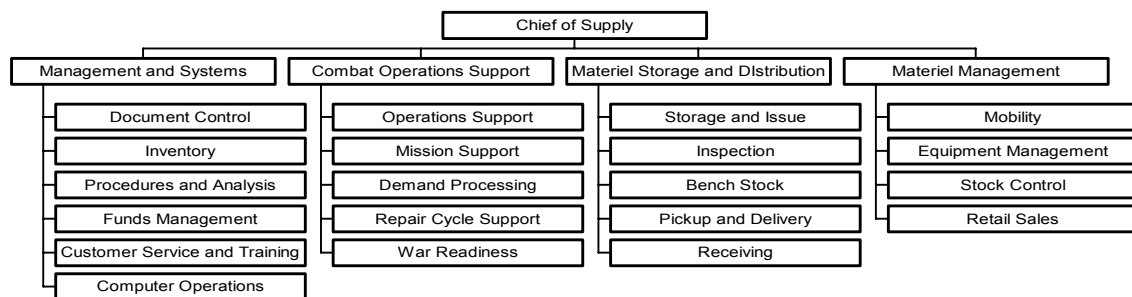 Chief of Supply
Management and Systems
Combat Operations Support
Materiel Storage and DIstribution
Materiel Management
Document Control
Inventory
Procedures and Analysis
Funds Management
Customer Service and Training
Computer Operations
Operations Support
Mission Support
Demand Processing
Repair Cycle Support
War Readiness
Storage and Issue
Inspection
Bench Stock
Pickup and Delivery
Receiving
Mobility
Equipment Management
Stock Control
Retail Sales